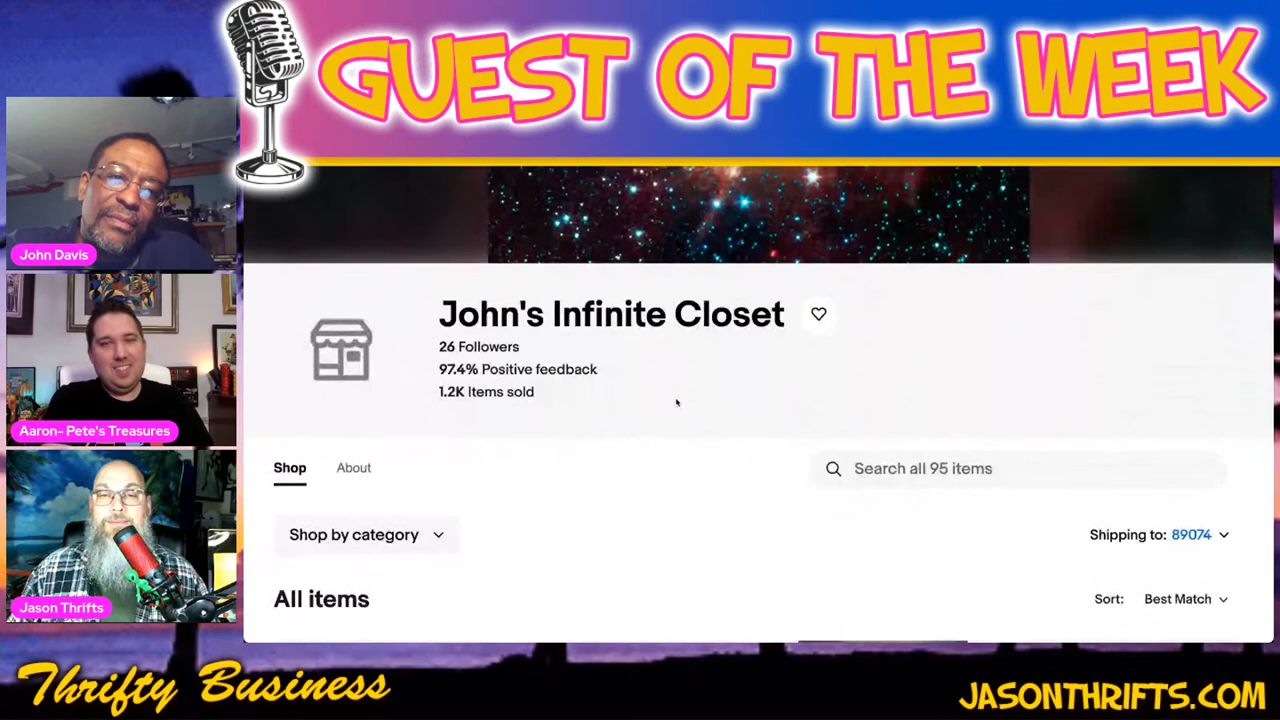 GUEST OF THE WEEK
John Davis
Aaron- Pete's Treasures
Jason Thrifts
John's Infinite Closet
26 Followers
97.4% Positive feedback
1.2K Items sold
Shop About
Search all 95 items
Shop by category
Shipping to: 89074
All items
Sort: Best Match
Thrifty Business
JASONTHRIFTS.COM